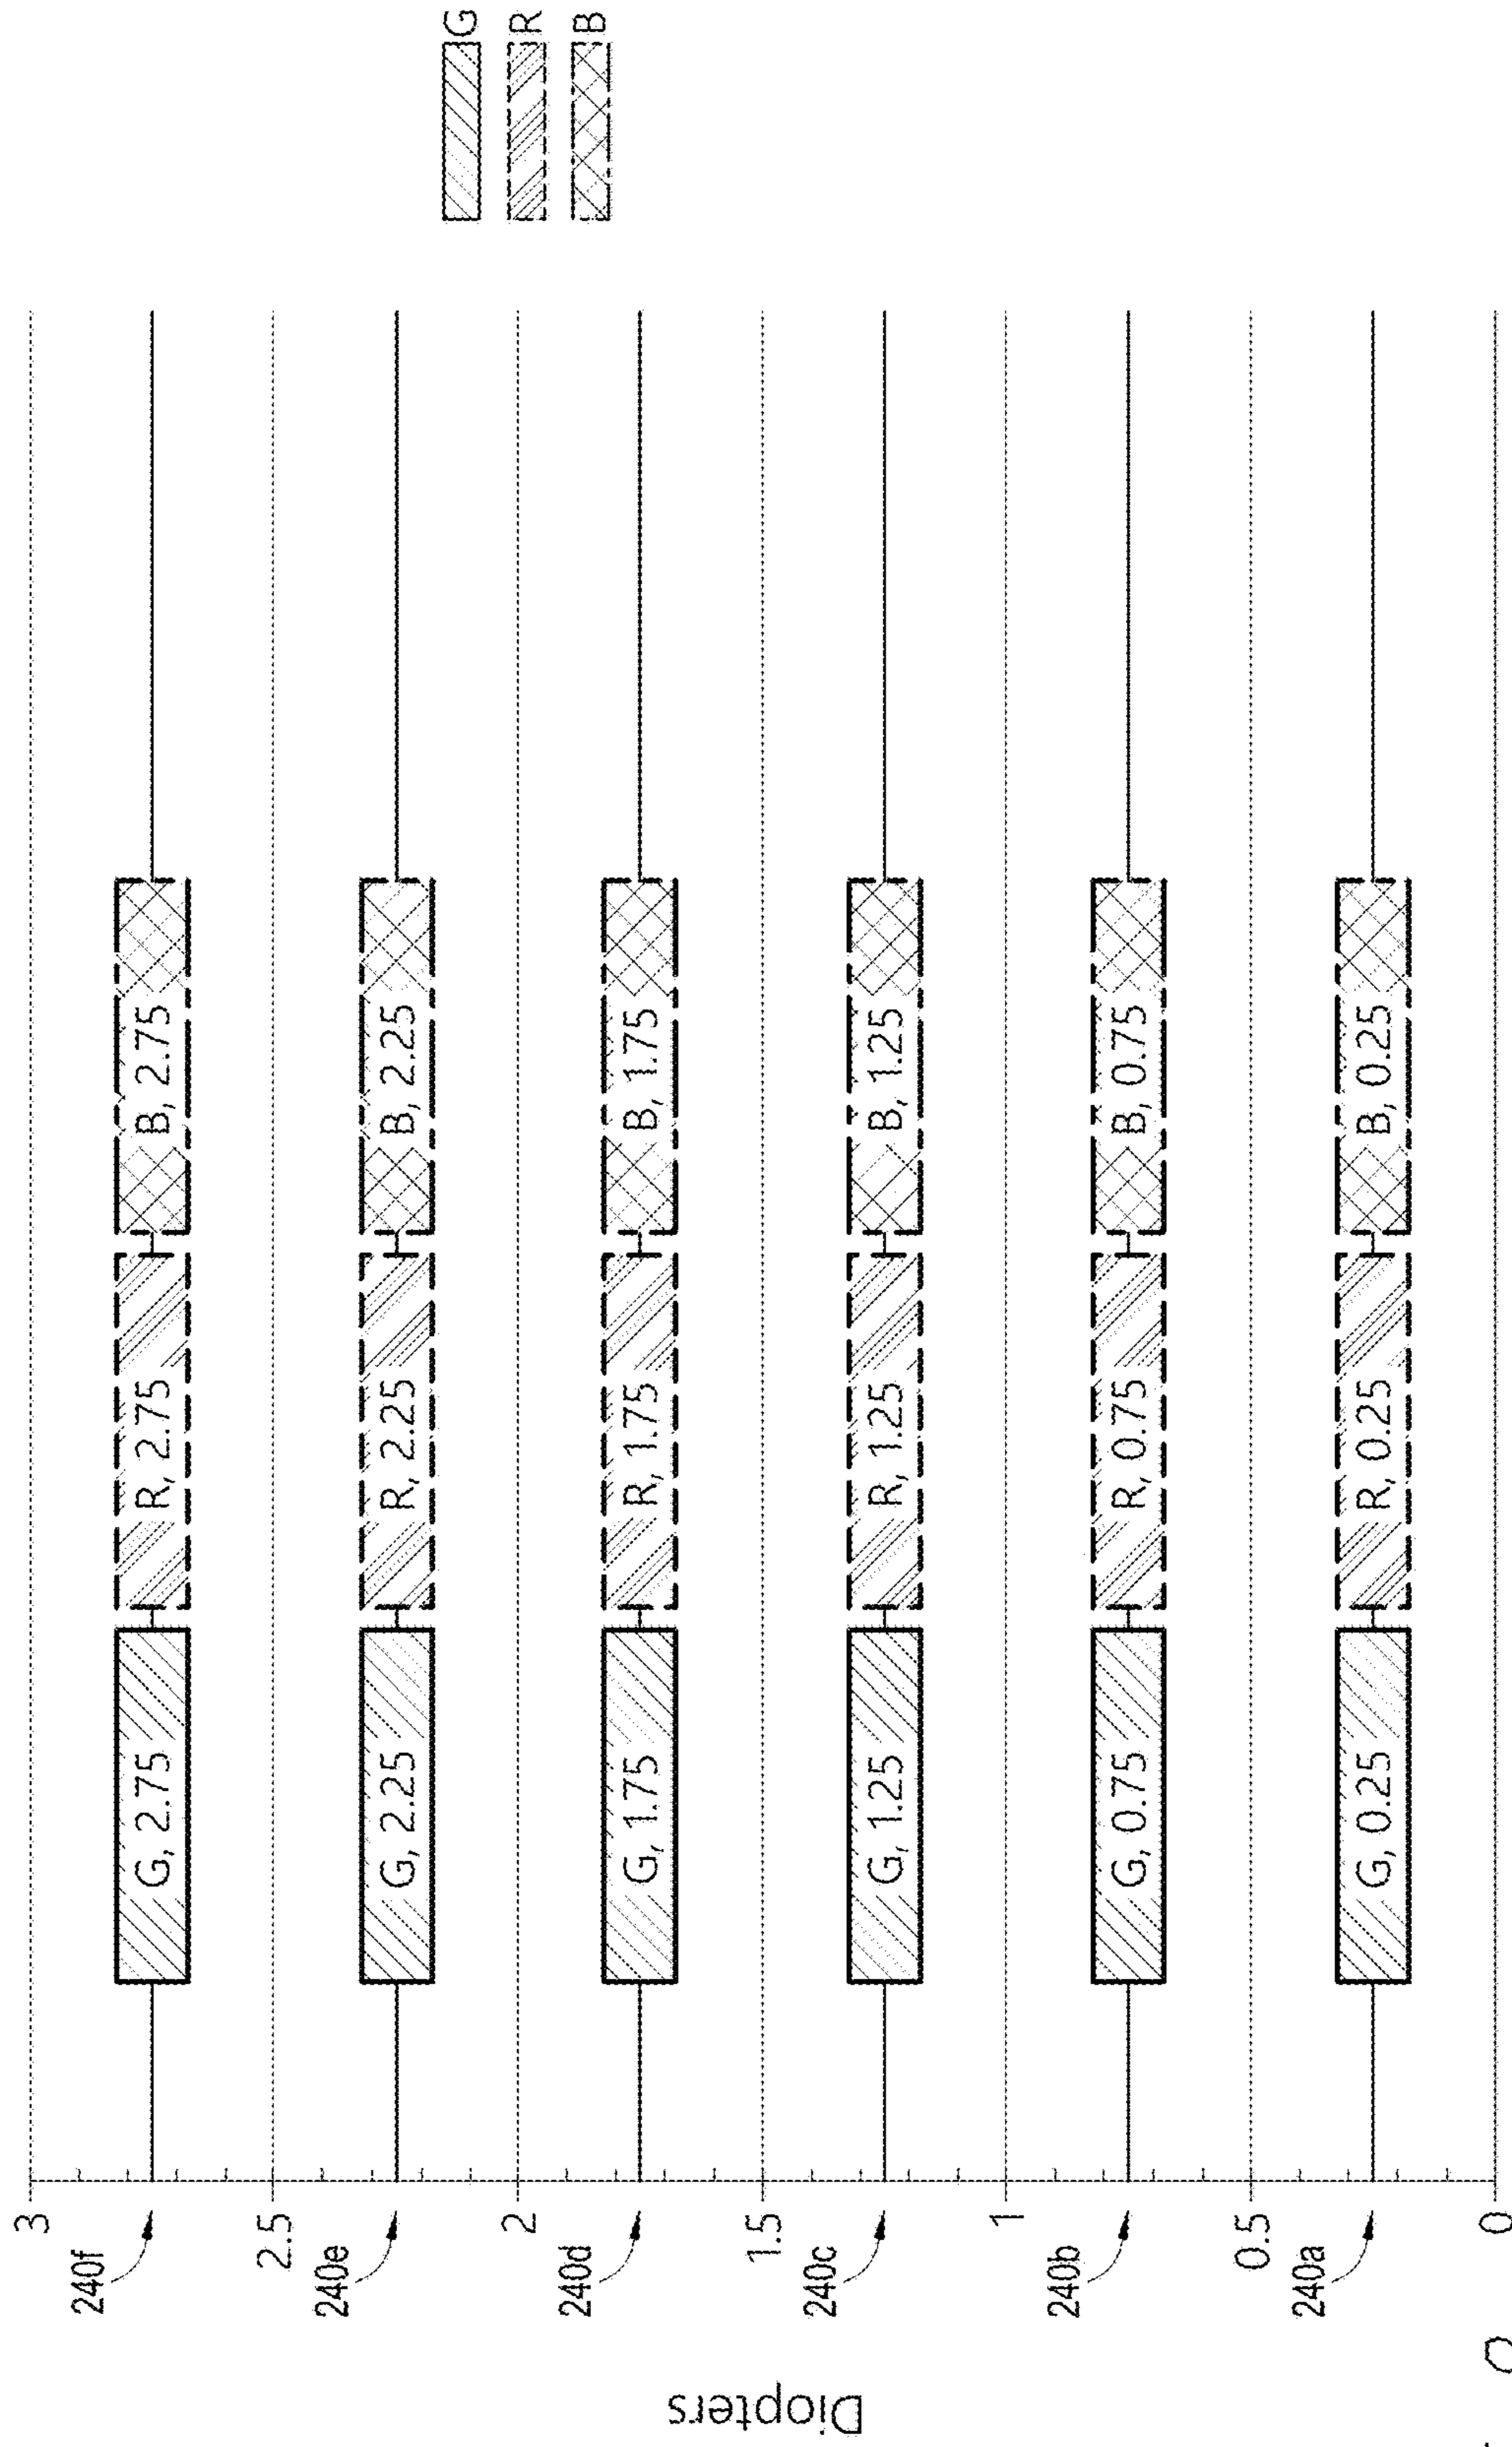 Diopters
3
240f
G, 2.75
R, 2.75
B, 2.75
2.5
240e
G, 2.25
R, 2.25
B, 2.25
2
240d
G, 1.75
R, 1.75
B, 1.75
1.5
240c
G, 1.25
R, 1.25
B, 1.25
1
240b
G, 0.75
R, 0.75
B, 0.75
0.5
240a
G, 0.25
R, 0.25
B, 0.25
0
G
R
B